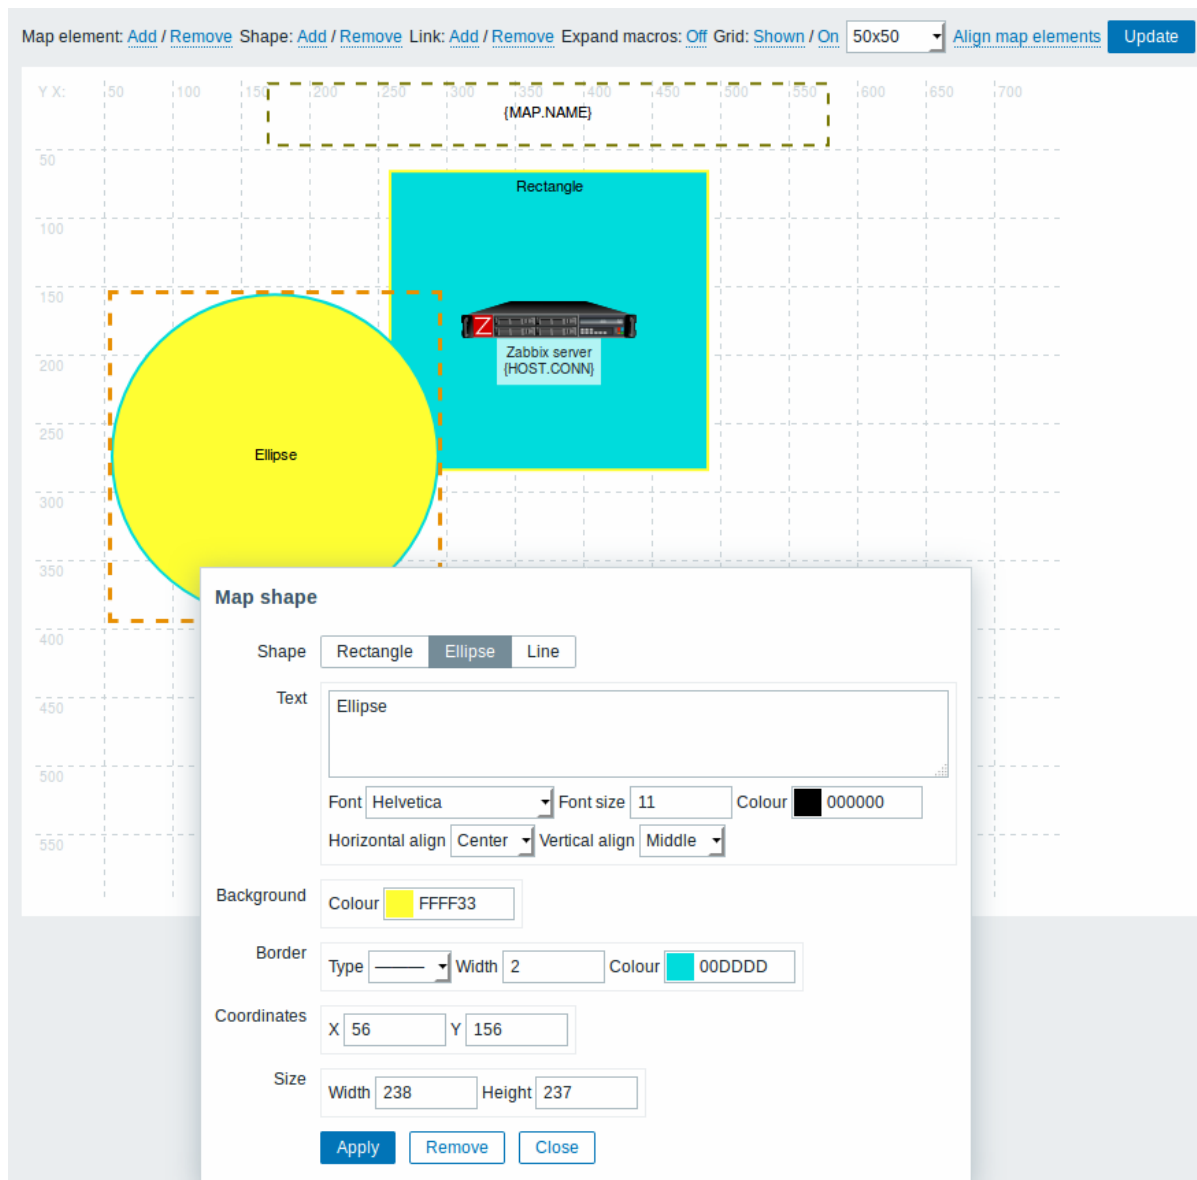 Map element: Add / Remove Shape: Add / Remove Link: Add / Remove Expand macros: Off Grid: Shown / On 50x50 Align map elements Update
Y X: 50 100 150 200 250 300 350 400 450 500 550 600 650 700
{MAP.NAME}
50
Rectangle
100
150
Z
Zabbix server
200
{HOST.CONN}
250
Ellipse
300
350
Map shape
400
Shape Rectangle Ellipse Line
Text Ellipse
450
500
Font Helvetica Font size 11 Colour 000000
Horizontal align Center Vertical align Middle
550
Background Colour FFFF33
Border Type Width 2 Colour 00DDDD
Coordinates X 56 Y 156
Size Width 238 Height 237
Apply Remove Close